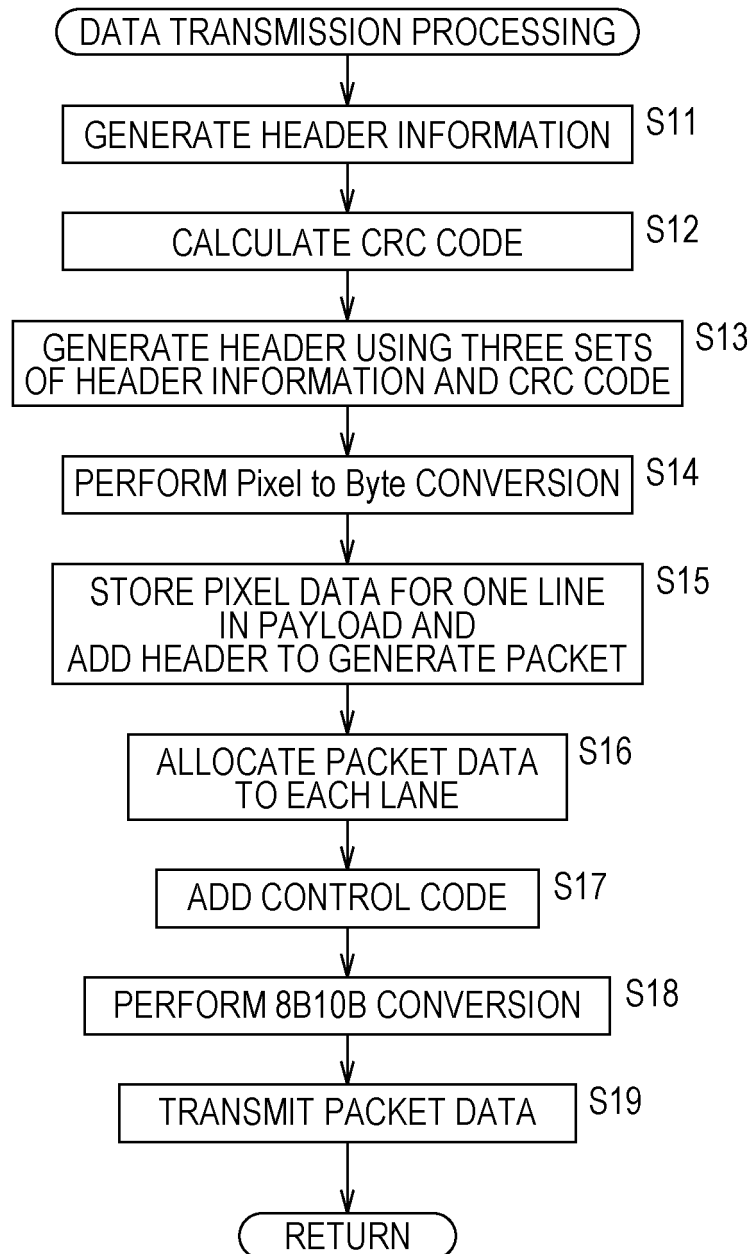 DATA TRANSMISSION PROCESSING
GENERATE HEADER INFORMATION
S11
CALCULATE CRC CODE
S12
GENERATE HEADER USING THREE SETS
OF HEADER INFORMATION AND CRC CODE
S13
PERFORM Pixel to Byte CONVERSION
S14
STORE PIXEL DATA FOR ONE LINE
IN PAYLOAD AND
ADD HEADER TO GENERATE PACKET
S15
ALLOCATE PACKET DATA
TO EACH LANE
S16
ADD CONTROL CODE
S17
PERFORM 8B10B CONVERSION
S18
TRANSMIT PACKET DATA
S19
RETURN